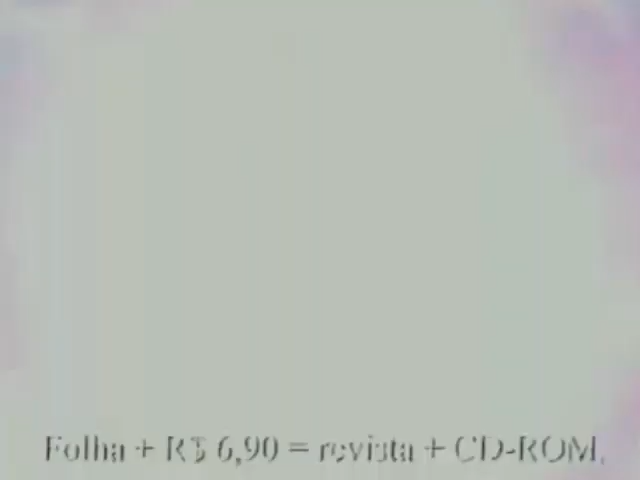 Folha + R$ 6,90 = revista + CD-ROM.